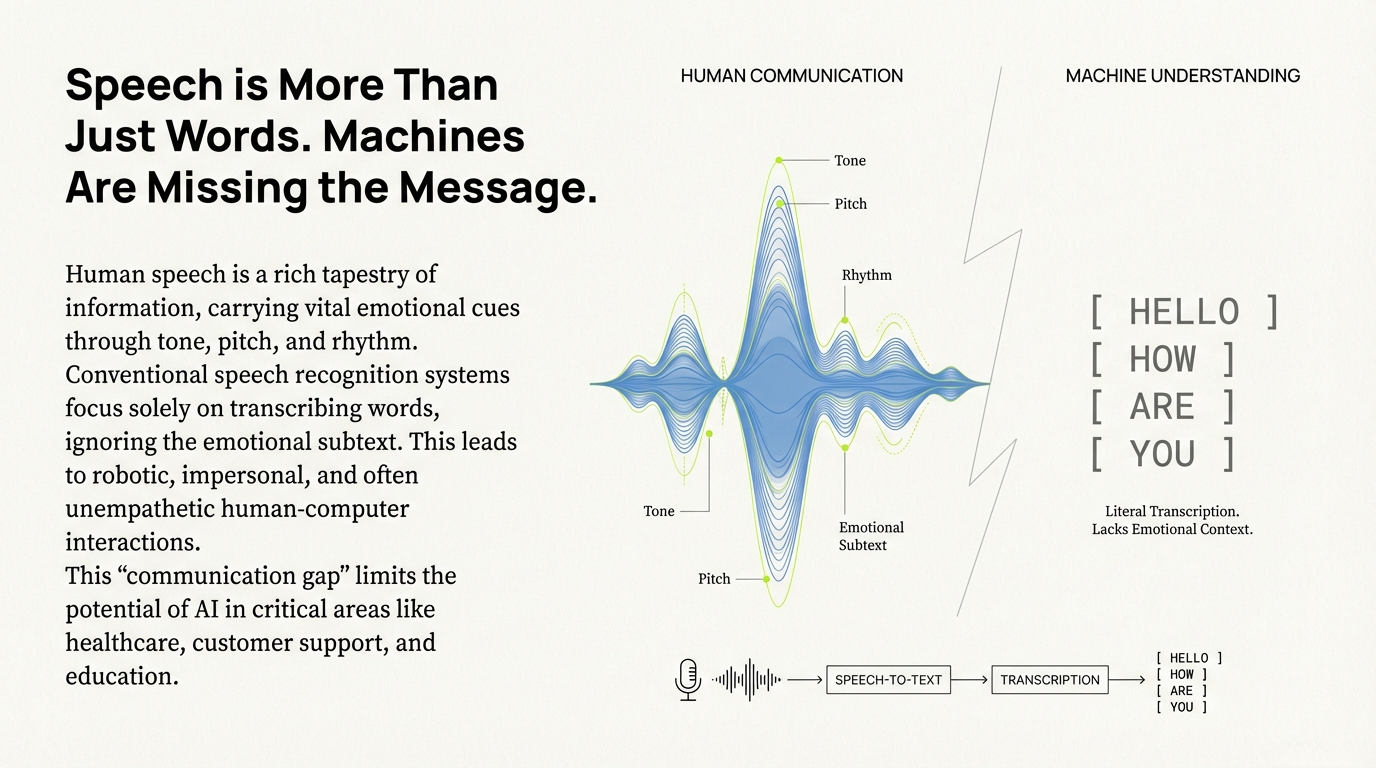 Speech is More Than
Just Words. Machines
Are Missing the Message.
Human speech is a rich tapestry of
information, carrying vital emotional cues
through tone, pitch, and rhythm.
Conventional speech recognition systems
focus solely on transcribing words,
ignoring the emotional subtext. This leads
to robotic, impersonal, and often
unempathetic human-computer
interactions.
This “communication gap” limits the
potential of AI in critical areas like
healthcare, customer support, and
education.
HUMAN COMMUNICATION
Tone
Pitch
Rhythm
Tone
Emotional
Subtext
Pitch
MACHINE UNDERSTANDING
[ HELLO ]
[ HOW ]
[ ARE ]
[ YOU ]
Literal Transcription.
Lacks Emotional Context.
SPEECH-TO-TEXT
TRANSCRIPTION
[ HELLO ]
[ HOW ]
[ ARE ]
[ YOU ]